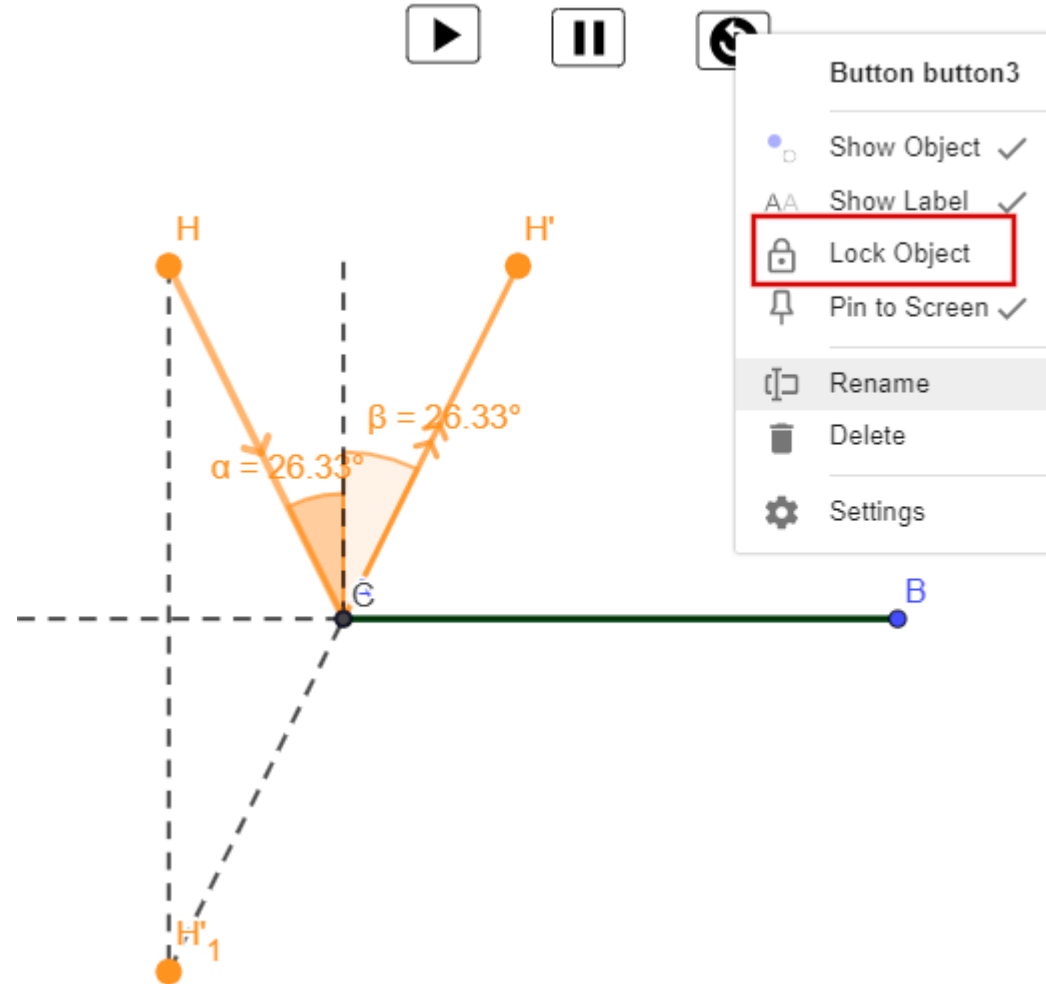 Button button3
Show Object
AA Show Label
Lock Object
Pin to Screen
Rename
Delete
Settings
H
H'
β = 26.33°
α = 26.33°
B
H'₁